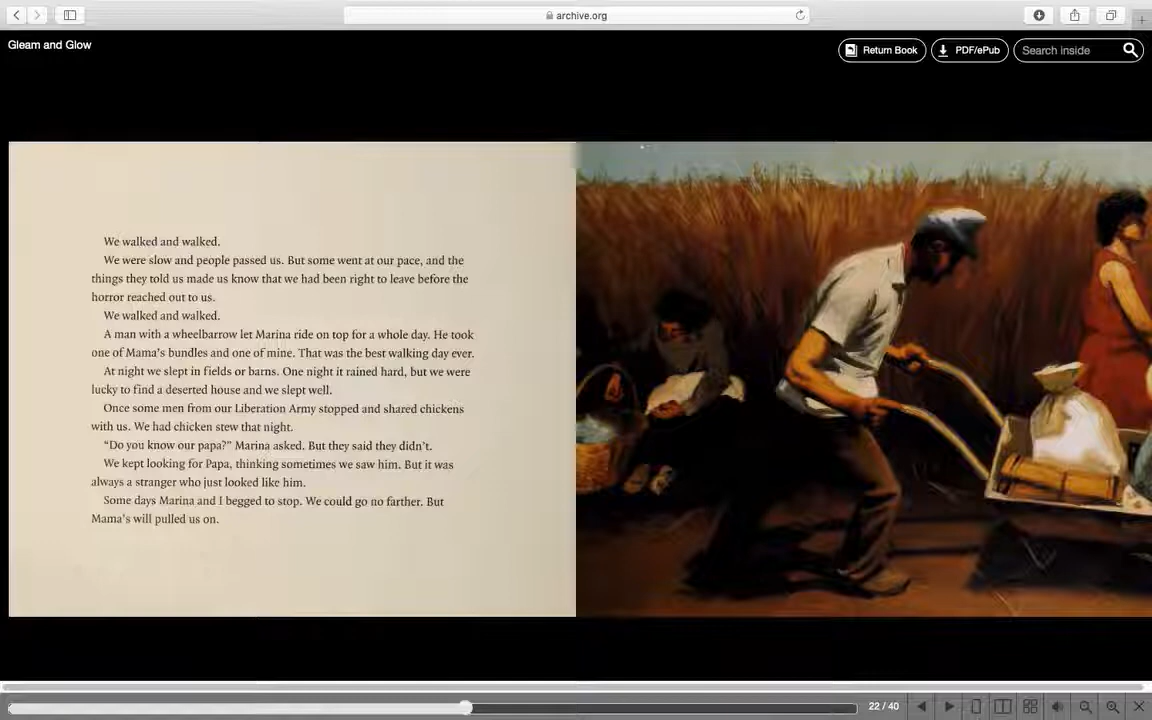 archive.org
Gleam and Glow
Return Book
PDF/ePub
Search inside
We walked and walked.
We were slow and people passed us. But some went at our pace, and the
things they told us made us know that we had been right to leave before the
horror reached out to us.
We walked and walked.
A man with a wheelbarrow let Marina ride on top for a whole day. He took
one of Mama's bundles and one of mine. That was the best walking day ever.
At night we slept in fields or barns. One night it rained hard, but we were
lucky to find a deserted house and we slept well.
Once some men from our Liberation Army stopped and shared chickens
with us. We had chicken stew that night.
“Do you know our papa?” Marina asked. But they said they didn't.
We kept looking for Papa, thinking sometimes we saw him. But it was
always a stranger who just looked like him.
Some days Marina and I begged to stop. We could go no farther. But
Mama's will pulled us on.
22 / 40